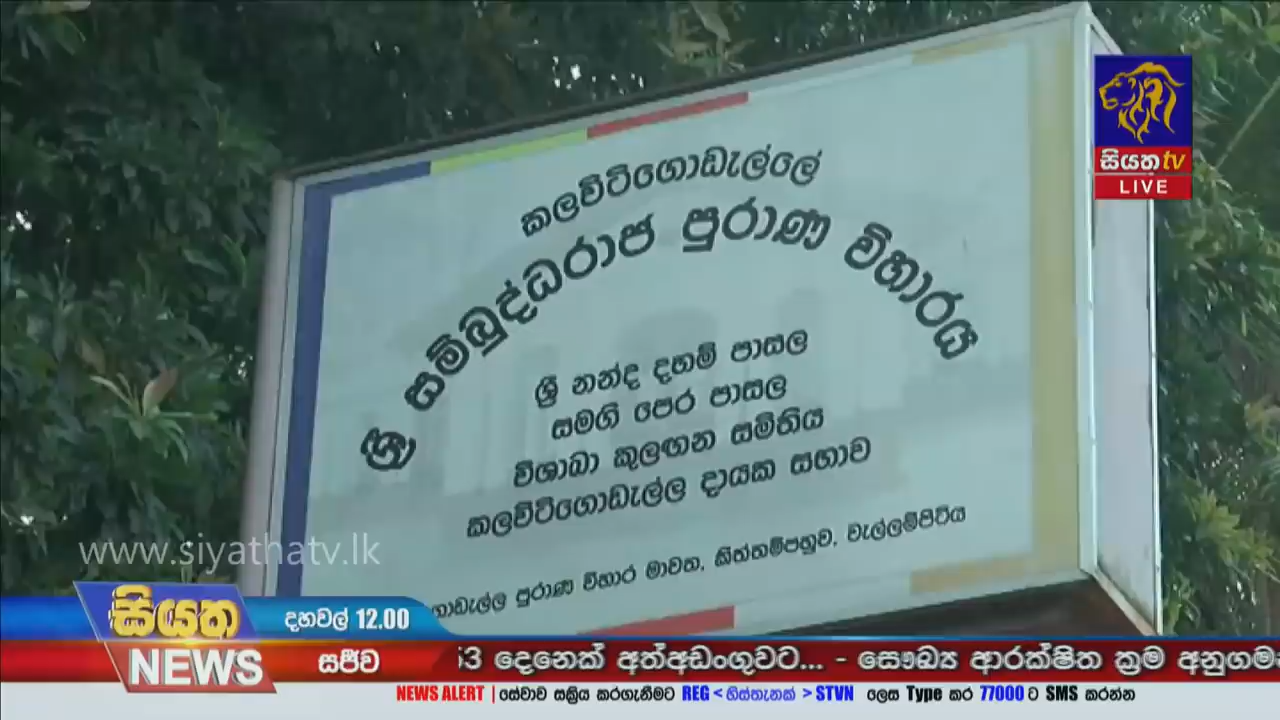 කලවිටිගොඩැල්ලේ
ශ්‍රී සම්බුද්ධරාජ පුරාණ විහාරය
ශ්‍රී නන්ද දහම් පාසල
සමගි පෙර පාසල
විශාඛා කුලඟන සමිතිය
කලවිටිගොඩැල්ල දායක සභාව
ගොඩැල්ල පුරාණ විහාර මාවත, කිත්තම්පහුව, වැල්ලම්පිටිය
සියත tv
LIVE
www.siyathatv.lk
සියත
දහවල් 12.00
NEWS
සජීව
53 දෙනෙක් අත්අඩංගුවට... - සෞඛ්‍ය ආරක්ෂිත ක්‍රම අනුගම
NEWS ALERT | සේවාව සක්‍රිය කරගැනීමට REG < හිස්තැනක් > STVN ලෙස Type කර 77000 ට SMS කරන්න